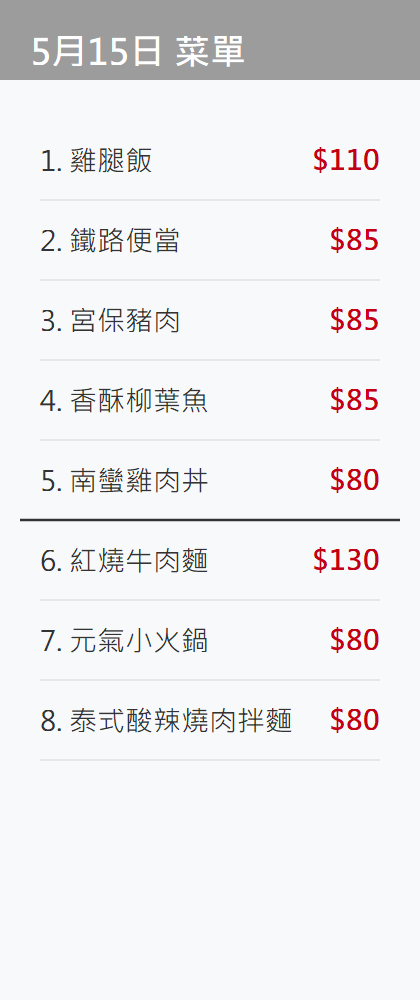 5月15日 菜單
1. 雞腿飯 $110
2. 鐵路便當 $85
3. 宮保豬肉 $85
4. 香酥柳葉魚 $85
5. 南蠻雞肉丼 $80
6. 紅燒牛肉麵 $130
7. 元氣小火鍋 $80
8. 泰式酸辣燒肉拌麵 $80